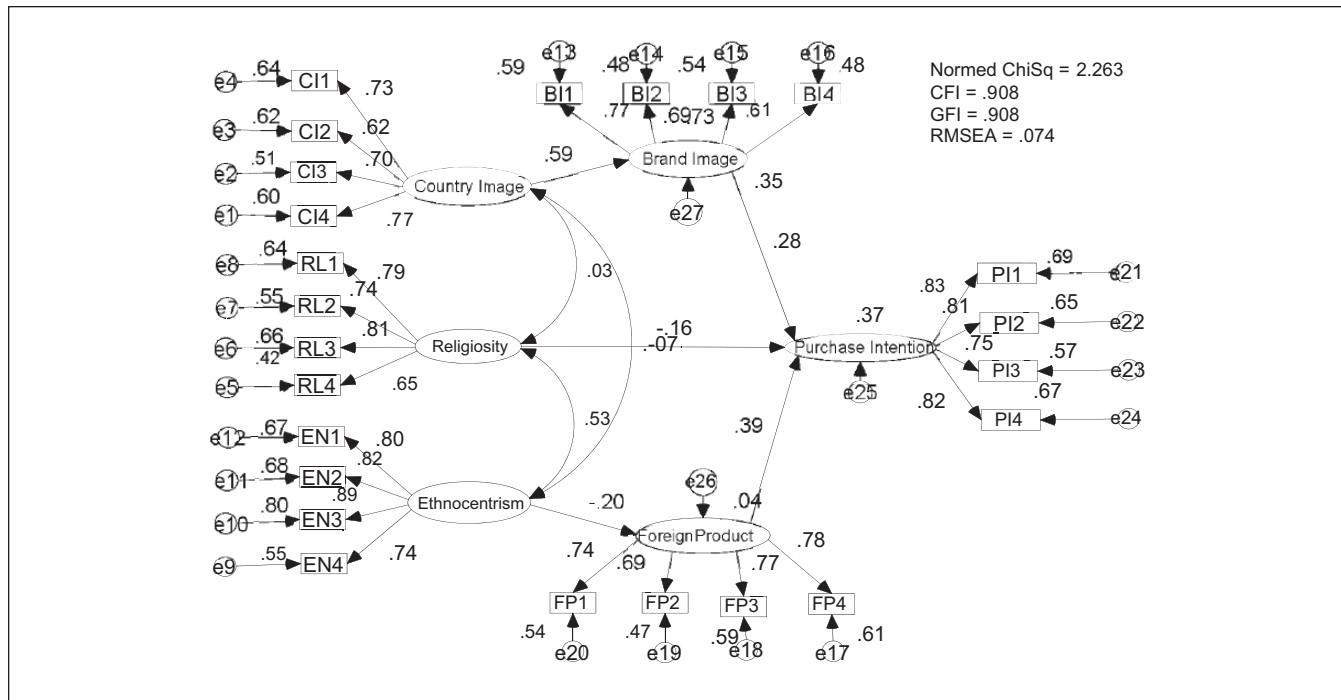 Normed ChiSq = 2.263
CFI = .908
GFI = .908
RMSEA = .074
e13 e14 e15 e16
.59 .48 .54 .48
BI1 BI2 BI3 BI4
.77 .69 .73 .61
Brand Image
.35
e27
e4 .64 CI1 .73
e3 .62 CI2 .62
e2 .51 CI3 .70
e1 .60 CI4 .77
Country Image
.59
.28
.03
e8 .64 RL1 .79
e7 .55 RL2 .74
e6 .66 RL3 .81
e5 .42 RL4 .65
Religiosity
-.16
.-07
.53
e12 .67 EN1 .80
e11 .68 EN2 .82
e10 .80 EN3 .89
e9 .55 EN4 .74
Ethnocentrism
-.20
.39
.37
Purchase Intention
e25
.83 PI1 .69 e21
.81 PI2 .65 e22
.75 PI3 .57 e23
.82 PI4 .67 e24
e26
.04
Foreign Product
.74 .69 .77 .78
FP1 FP2 FP3 FP4
.54 .47 .59 .61
e20 e19 e18 e17